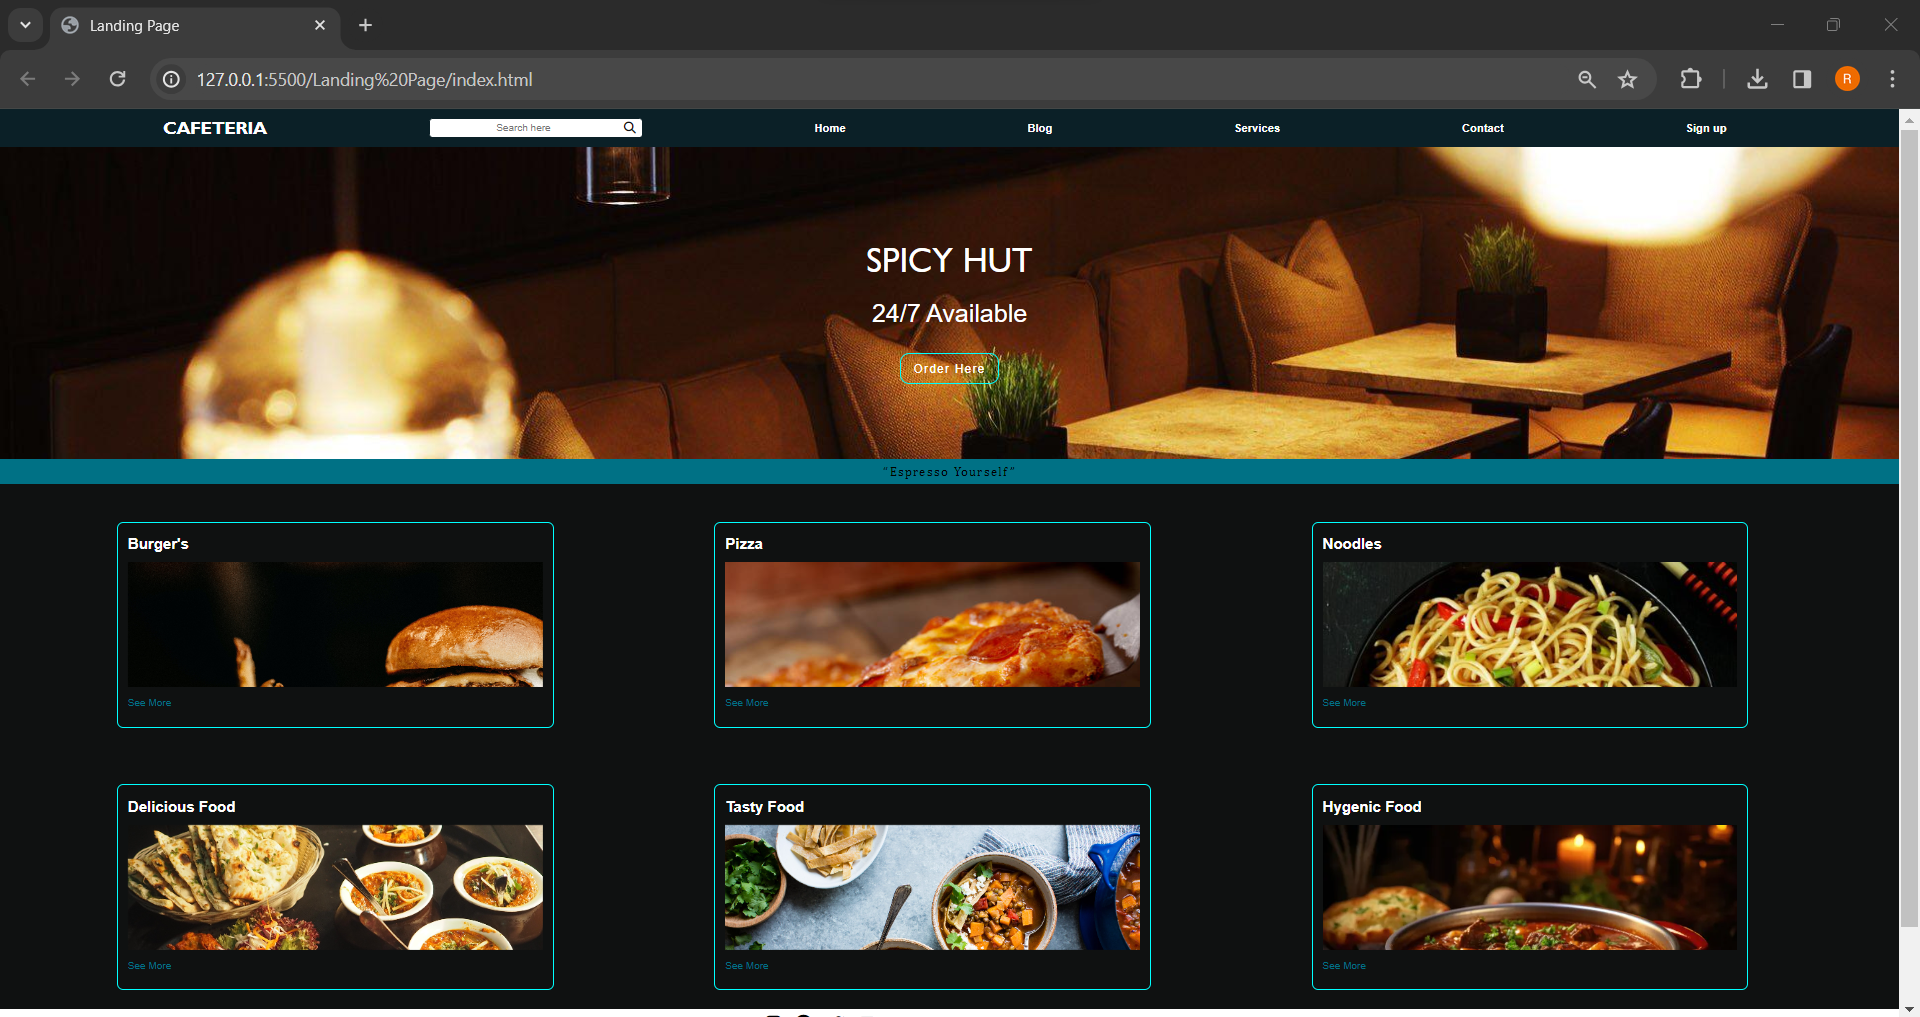 Landing Page
127.0.0.1:5500/Landing%20Page/index.html
R
CAFETERIA Search here Home Blog Services Contact Sign up
SPICY HUT
24/7 Available
Order Here
"Espresso Yourself"
Burger's Pizza Noodles
See More See More See More
Delicious Food Tasty Food Hygenic Food
See More See More See More